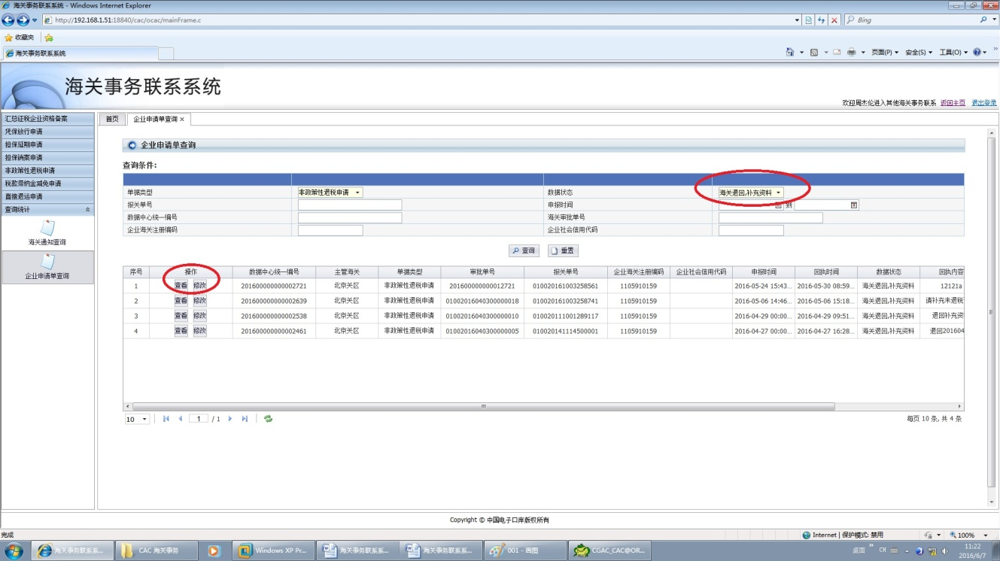 海关事务联系系统 - Windows Internet Explorer
http://192.168.1.51:18840/cac/ocac/mainFrame.c
Bing
收藏夹
海关事务联系系统
页面(P) 安全(S) 工具(O)
海关事务联系系统
欢迎周杰伦进入其他海关事务联系 返回主页 退出登录
汇总征税企业资格备案
凭保放行申请
担保延期申请
担保销案申请
非政策性退税申请
税款滞纳金减免申请
直接退运申请
查询统计
海关通知查询
企业申请单查询
首页 企业申请单查询 ×
企业申请单查询
查询条件:
单据类型 非政策性退税申请 数据状态 海关退回,补充资料
报关单号 申报时间 到
数据中心统一编号 海关审批单号
企业海关注册编码 企业社会信用代码
查询 重置
序号 操作 数据中心统一编号 主管海关 单据类型 审批单号 报关单号 企业海关注册编码 企业社会信用代码 申报时间 回执时间 数据状态 回执内容
1 查看 修改 201600000000002721 北京关区 非政策性退税申请 201600000000012721 010020161003258561 1105910159 2016-05-24 15:43... 2016-05-30 08:59... 海关退回,补充资料 12121a
2 查看 修改 201600000000002639 北京关区 非政策性退税申请 01002016040300000018 010020161003258741 1105910159 2016-05-06 14:46... 2016-05-06 15:18... 海关退回,补充资料 请补充未退税
3 查看 修改 201600000000002538 北京关区 非政策性退税申请 01002016040300000010 010020111001289117 1105910159 2016-04-29 00:00... 2016-04-29 09:51... 海关退回,补充资料 退回补充资
4 查看 修改 201600000000002461 北京关区 非政策性退税申请 01002016040300000005 010020141114500001 1105910159 2016-04-27 00:00... 2016-04-27 16:28... 海关退回,补充资料 退回201604
10 1 / 1 每页 10 条, 共 4 条
Copyright © 中国电子口岸版权所有
完成 Internet | 保护模式: 禁用 100%
海关事务联系系... CAC 海关事务 Windows XP Pr... 海关事务联系系... 海关事务联系系... 001 - 画图 CGAC_CAC@OR... 桌面 CH 11:22
2016/6/7